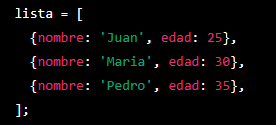 lista = [
  {nombre: 'Juan', edad: 25},
  {nombre: 'Maria', edad: 30},
  {nombre: 'Pedro', edad: 35},
];